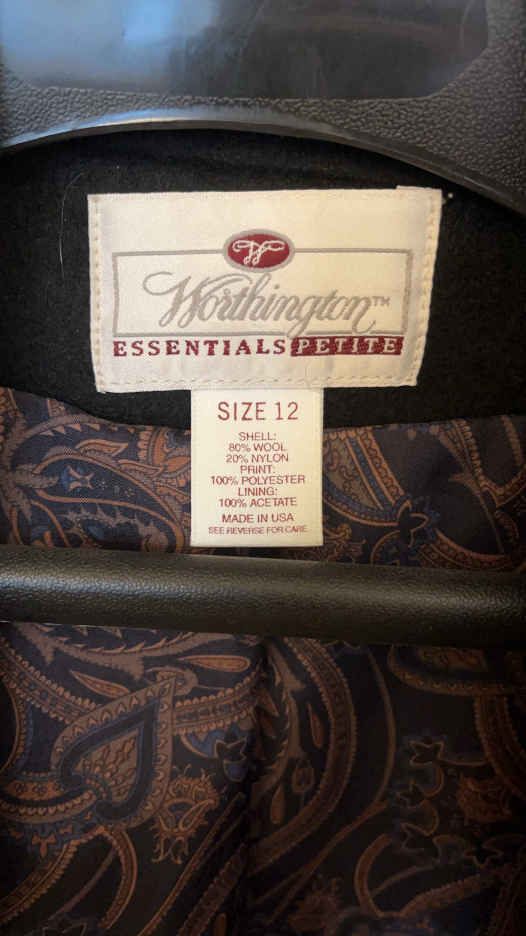 W
Worthington™
ESSENTIALS PETITE
SIZE 12
SHELL:
80% WOOL
20% NYLON
PRINT:
100% POLYESTER
LINING:
100% ACETATE
MADE IN USA
SEE REVERSE FOR CARE